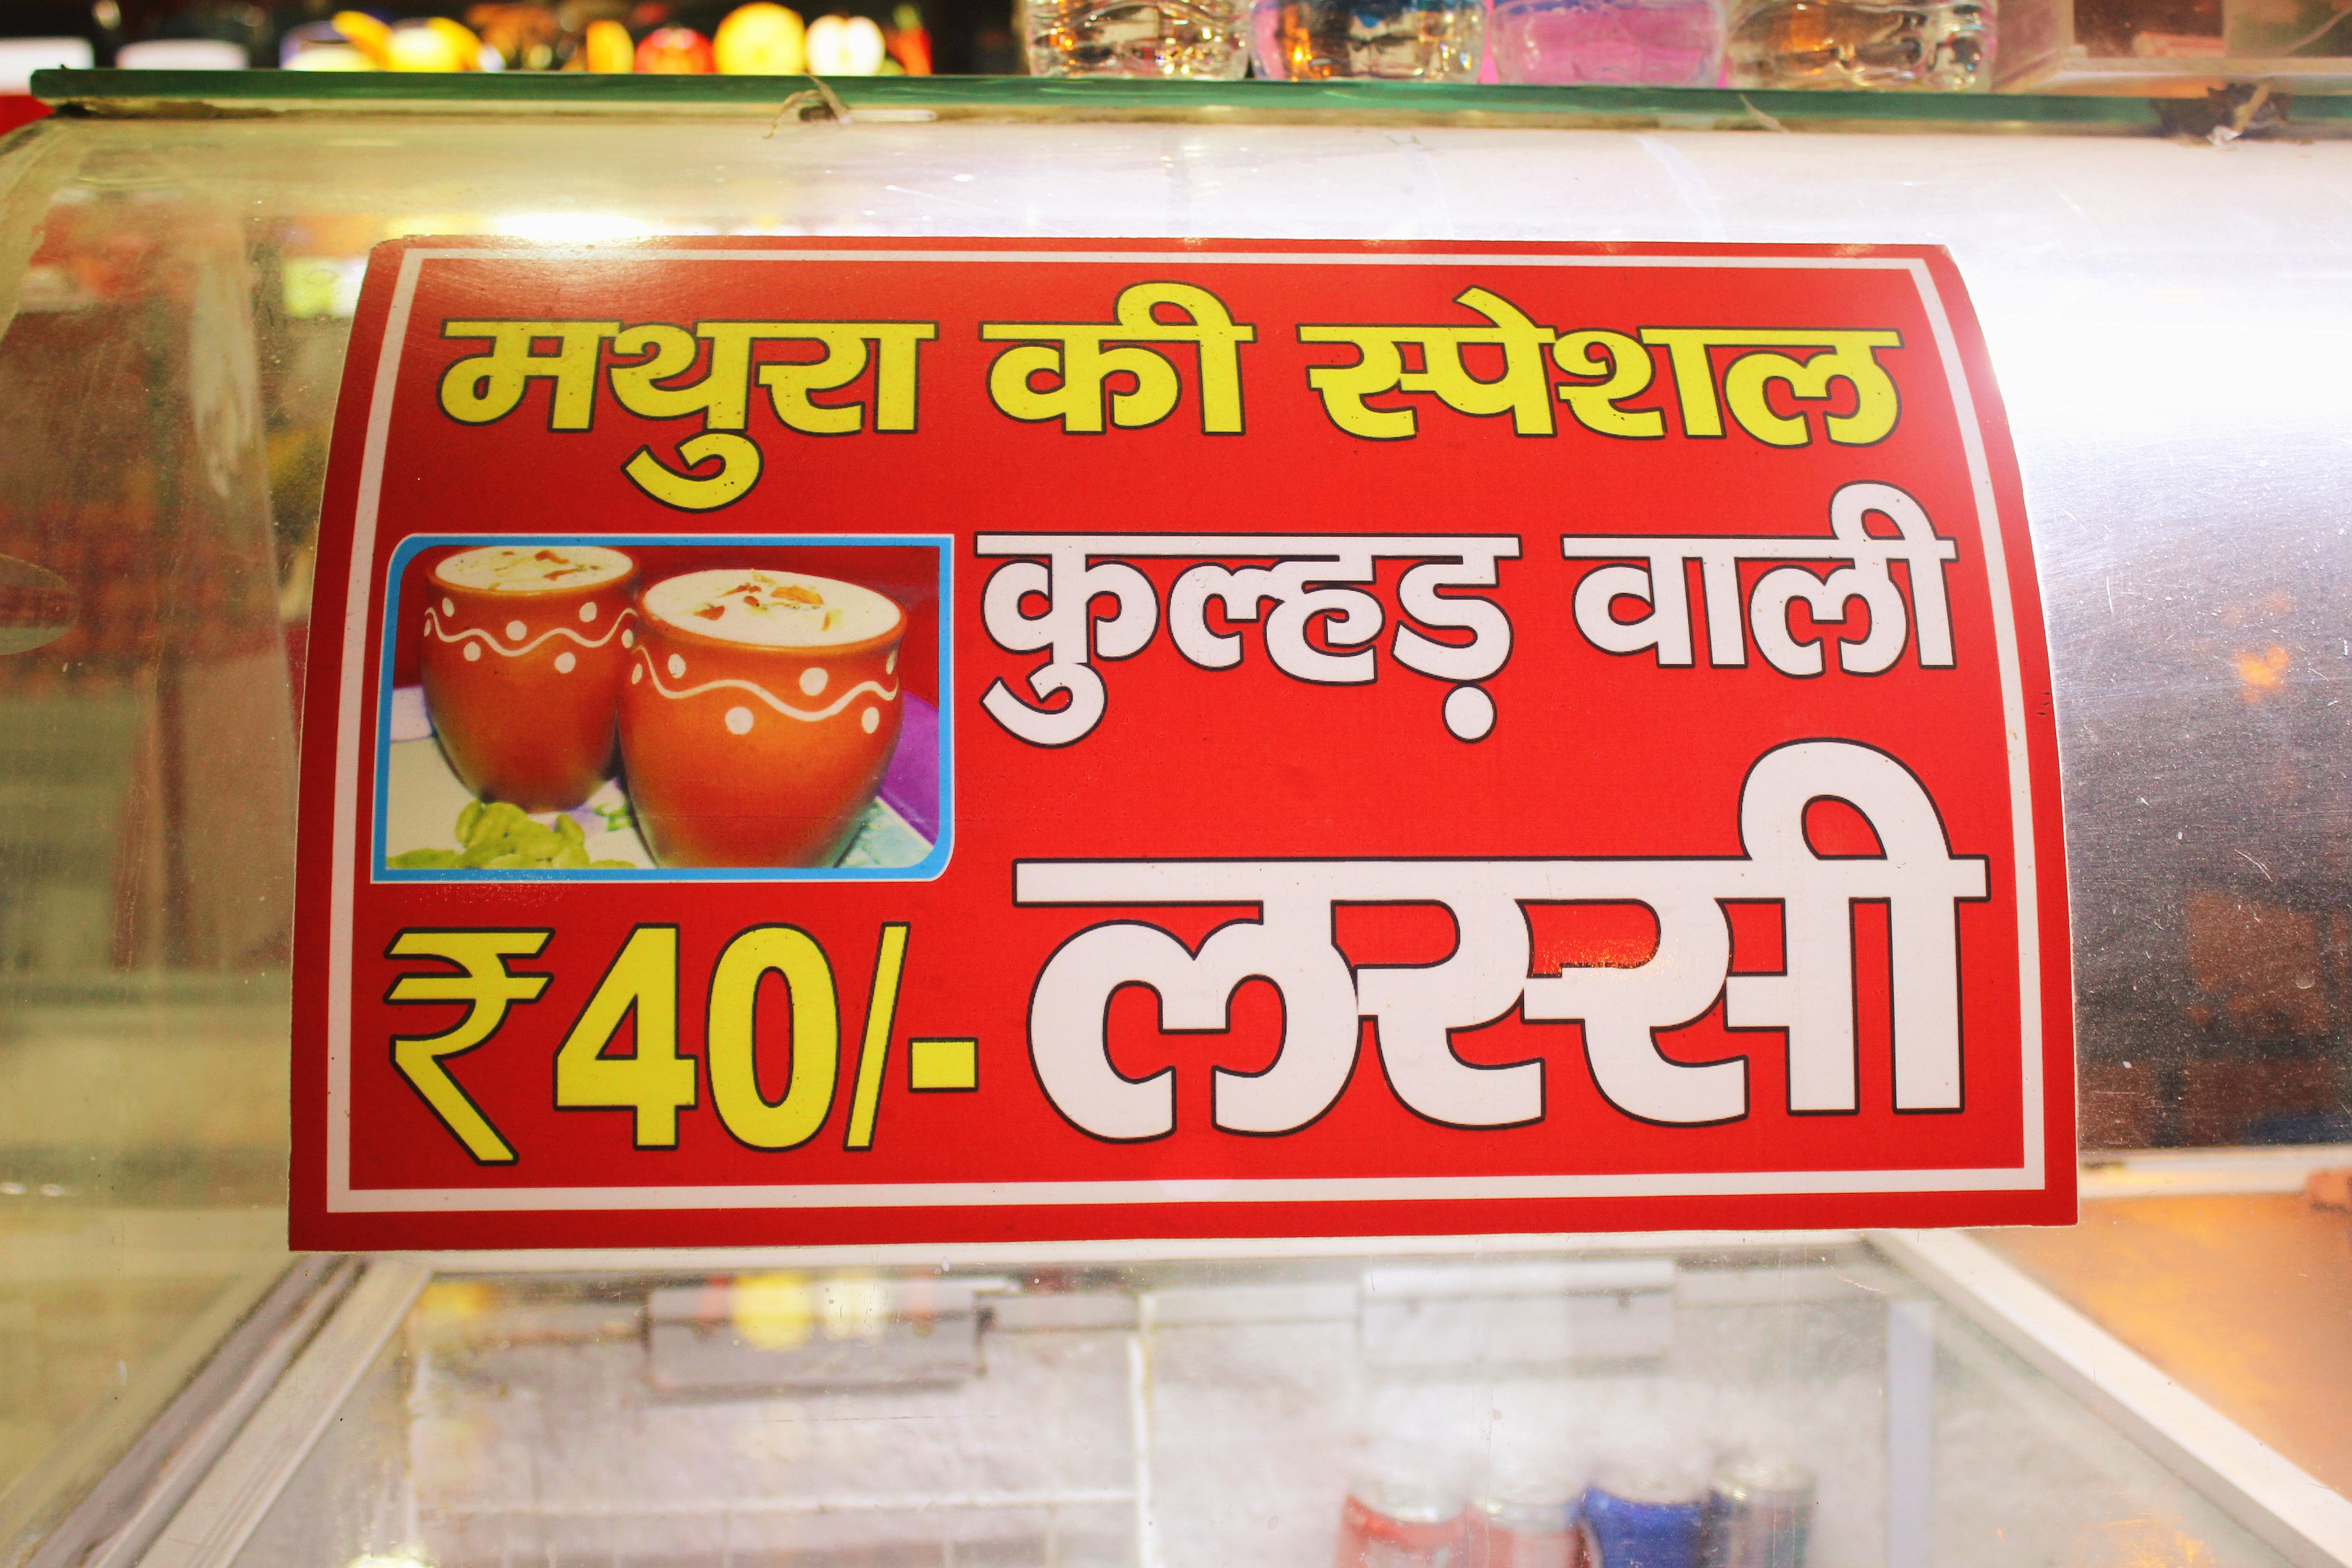 मथुरा की स्पेशल
कुल्हड़ वाली
₹40/- लस्सी